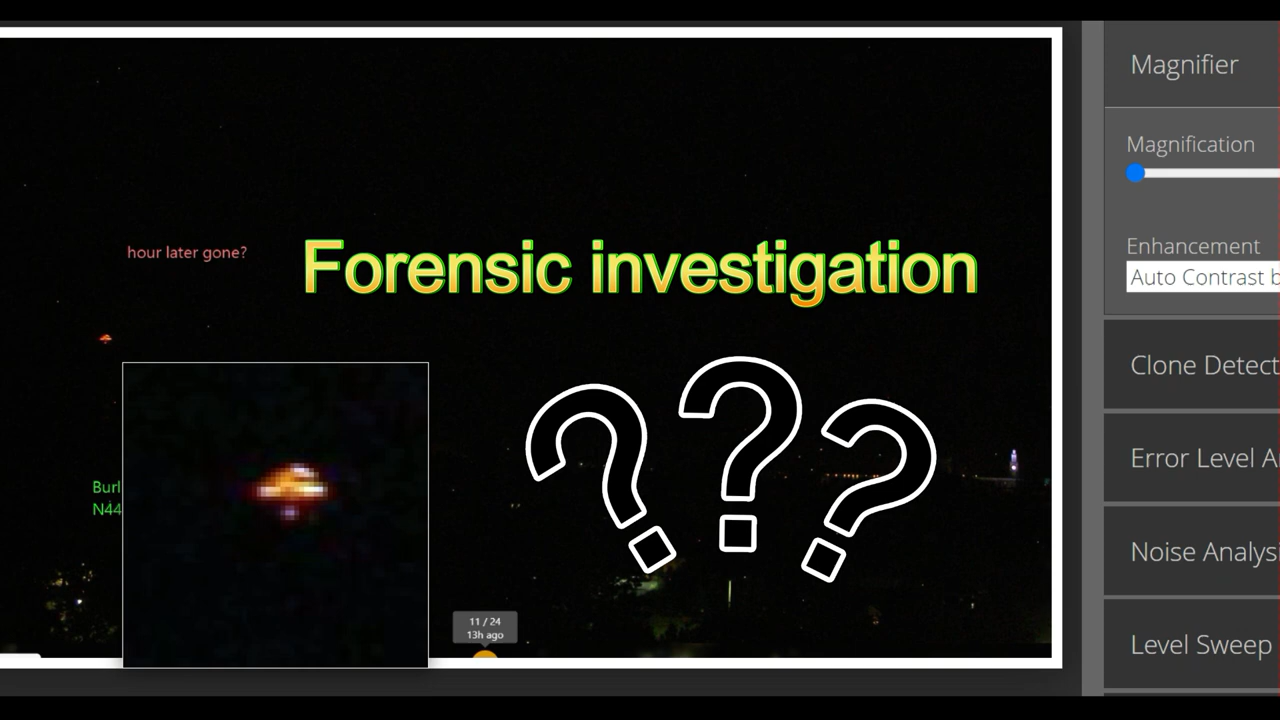 Magnifier
Magnification
hour later gone?
Forensic investigation
Enhancement
Auto Contrast b
Clone Detect
Error Level A
Burl
N44
Noise Analysi
11 / 24
13h ago
Level Sweep
???